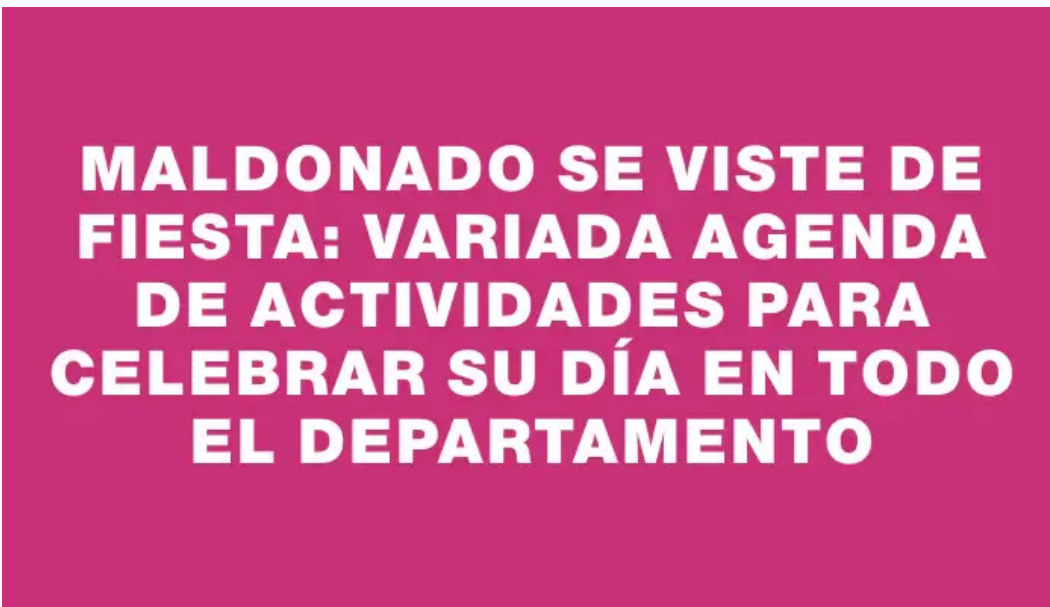 MALDONADO SE VISTE DE
FIESTA: VARIADA AGENDA
DE ACTIVIDADES PARA
CELEBRAR SU DÍA EN TODO
EL DEPARTAMENTO